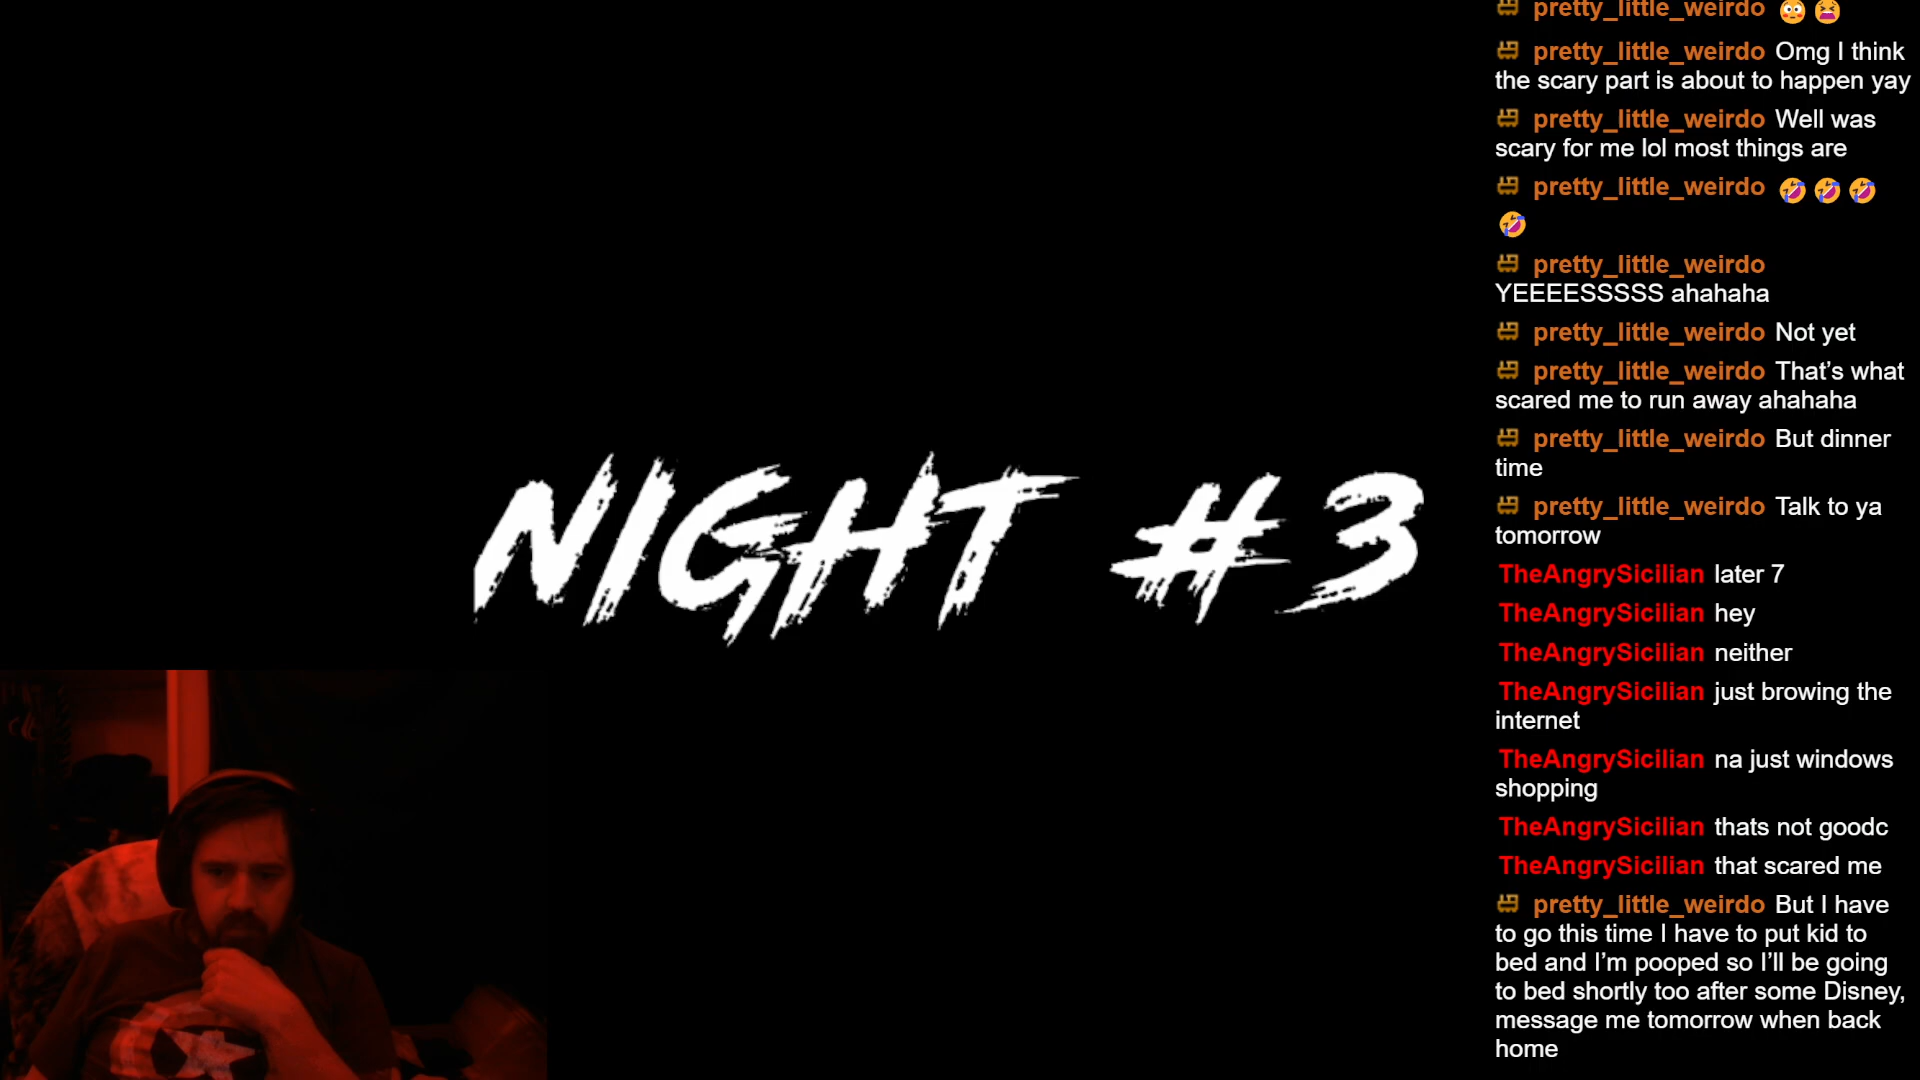 pretty_little_weirdo 😳 😫
pretty_little_weirdo Omg I think
the scary part is about to happen yay
pretty_little_weirdo Well was
scary for me lol most things are
pretty_little_weirdo 🤣 🤣 🤣
🤣
pretty_little_weirdo
YEEEESSSSS ahahaha
pretty_little_weirdo Not yet
pretty_little_weirdo That’s what
scared me to run away ahahaha
pretty_little_weirdo But dinner
time
pretty_little_weirdo Talk to ya
tomorrow
TheAngrySicilian later 7
TheAngrySicilian hey
TheAngrySicilian neither
TheAngrySicilian just browing the
internet
TheAngrySicilian na just windows
shopping
TheAngrySicilian thats not goodc
TheAngrySicilian that scared me
pretty_little_weirdo But I have
to go this time I have to put kid to
bed and I’m pooped so I’ll be going
to bed shortly too after some Disney,
message me tomorrow when back
home
NIGHT #3